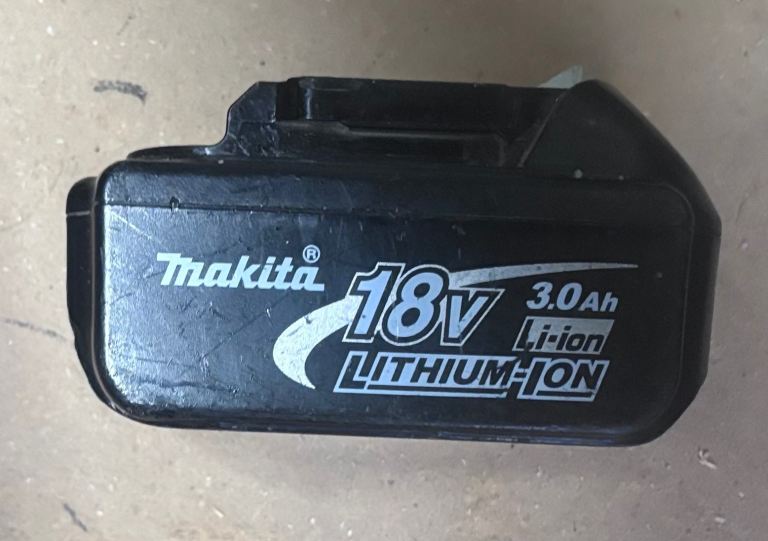 makita®
18V
3.0Ah
Li-ion
LITHIUM-ION